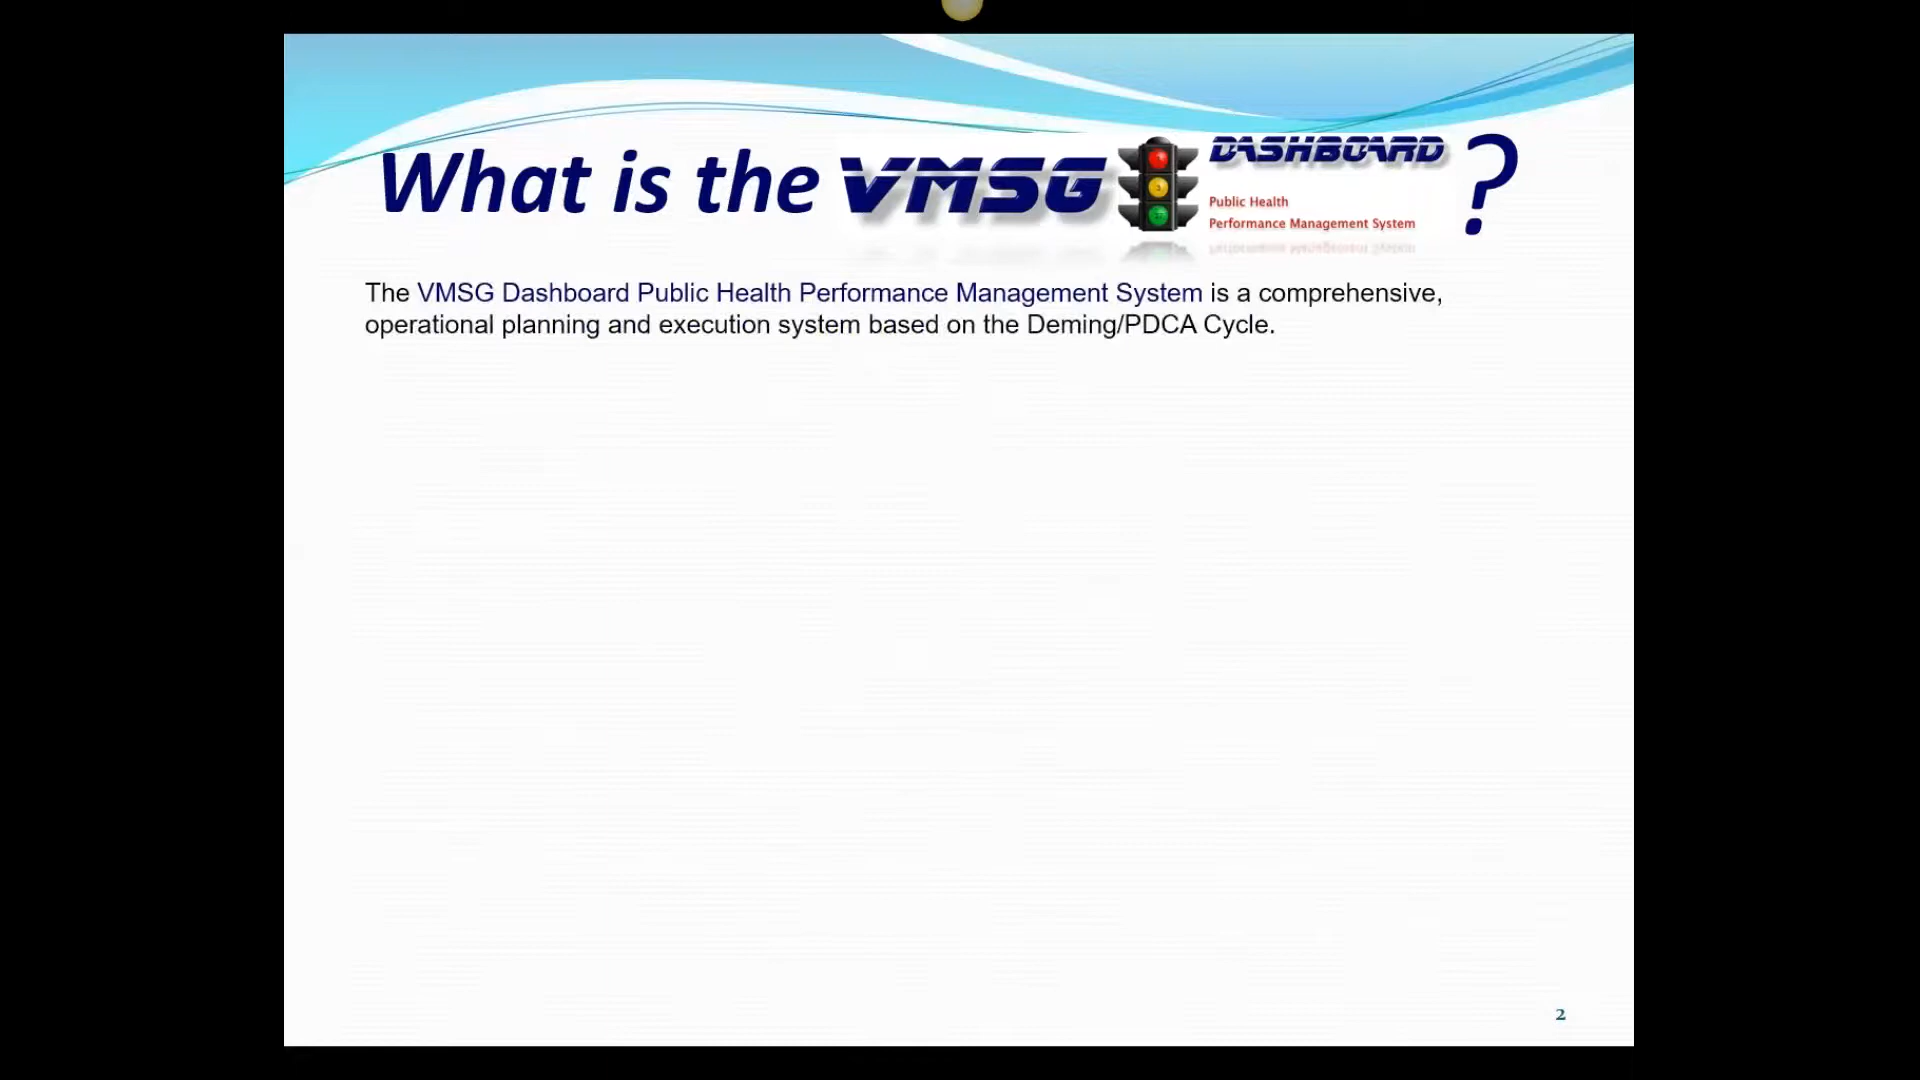 What is the VMSG DASHBOARD ?
Public Health
Performance Management System
The VMSG Dashboard Public Health Performance Management System is a comprehensive,
operational planning and execution system based on the Deming/PDCA Cycle.
2